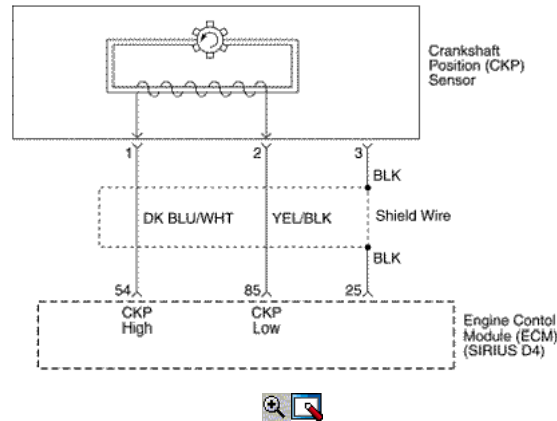 Crankshaft
Position (CKP)
Sensor
1 2 3
BLK
DK BLU/WHT YEL/BLK Shield Wire
BLK
54 85 25
CKP High
CKP Low
Engine Contol
Module (ECM)
(SIRIUS D4)